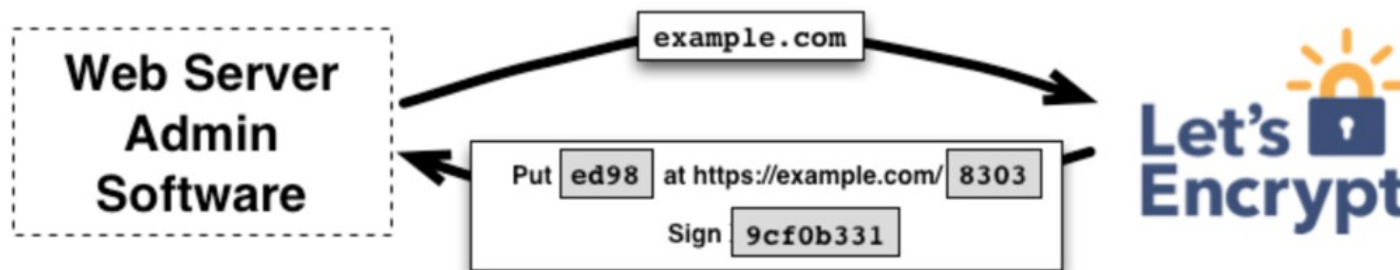 Web Server
Admin
Software
example.com
Put ed98 at https://example.com/ 8303
Sign 9cf0b331
Let's
Encrypt